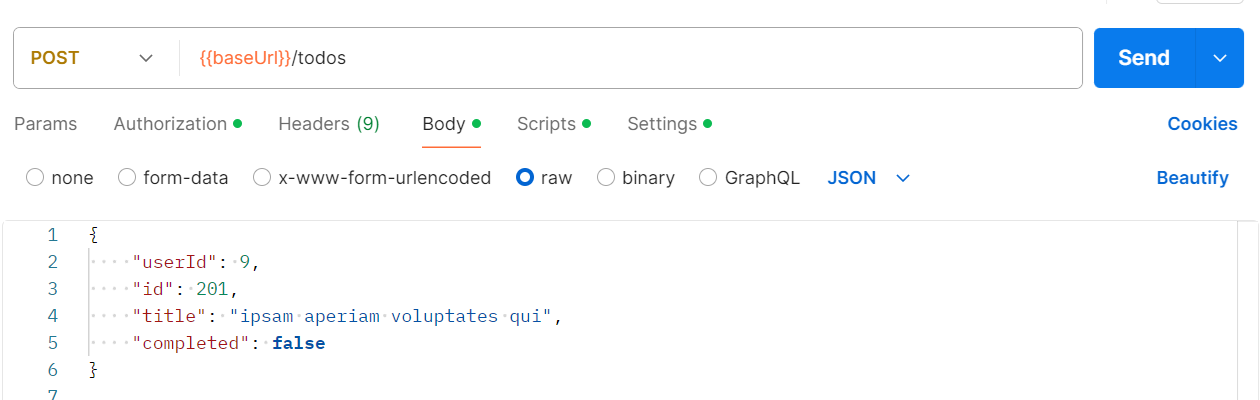 POST {{baseUrl}}/todos Send
Params Authorization Headers (9) Body Scripts Settings Cookies
none form-data x-www-form-urlencoded raw binary GraphQL JSON Beautify
1 {
2 "userId": 9,
3 "id": 201,
4 "title": "ipsam aperiam voluptates qui",
5 "completed": false
6 }
7